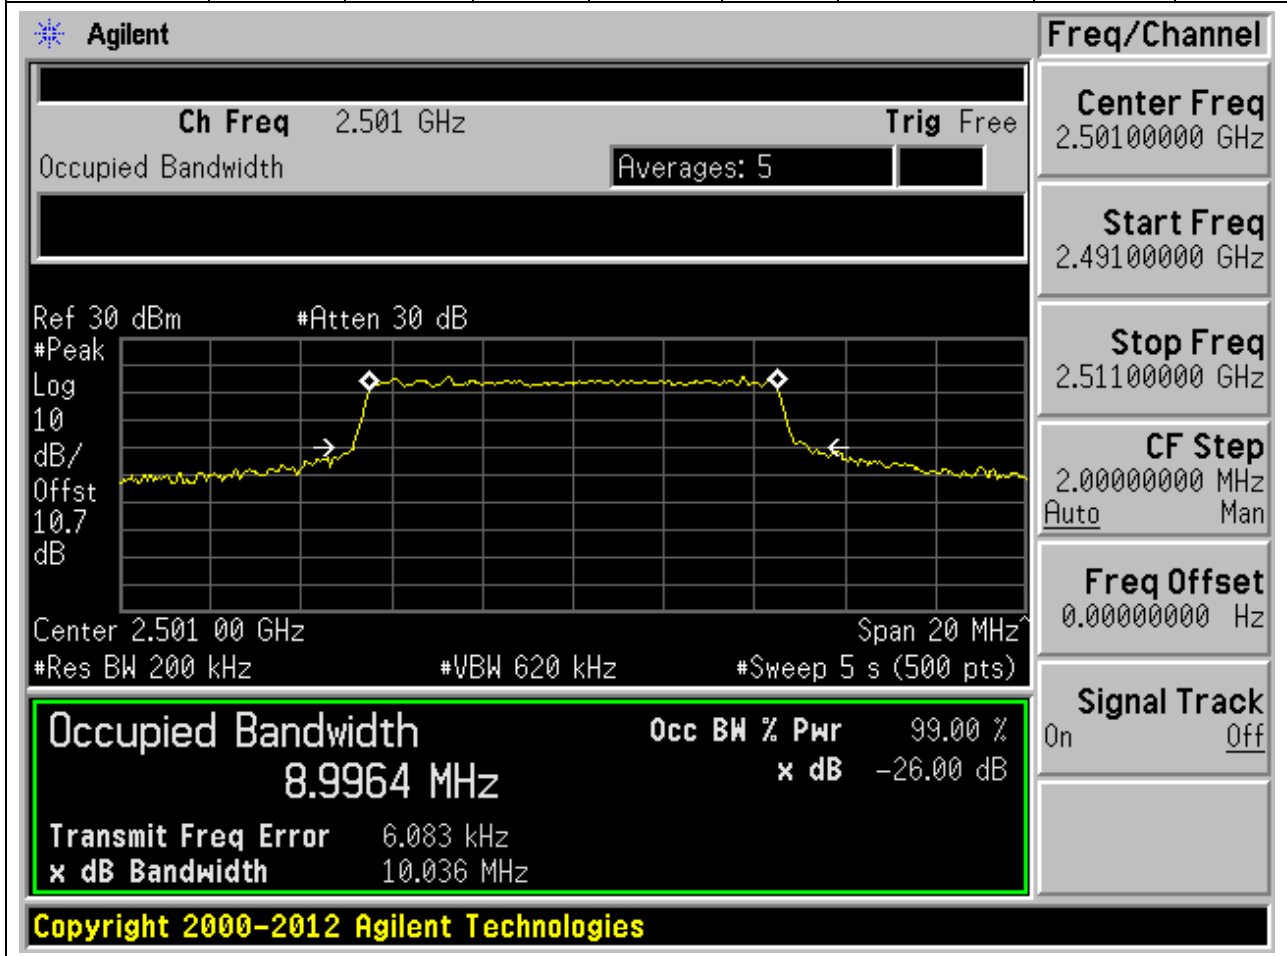 Agilent
Freq/Channel
Ch Freq 2.501 GHz Trig Free
Occupied Bandwidth Averages: 5
Center Freq
2.50100000 GHz
Start Freq
2.49100000 GHz
Stop Freq
2.51100000 GHz
CF Step
2.00000000 MHz
Auto Man
Freq Offset
0.00000000 Hz
Signal Track
On Off
Ref 30 dBm #Atten 30 dB
#Peak
Log
10
dB/
Offst
10.7
dB
Center 2.501 00 GHz Span 20 MHz^
#Res BW 200 kHz #VBW 620 kHz #Sweep 5 s (500 pts)
Occupied Bandwidth Occ BW % Pwr 99.00 %
8.9964 MHz x dB -26.00 dB
Transmit Freq Error 6.083 kHz
x dB Bandwidth 10.036 MHz
Copyright 2000-2012 Agilent Technologies